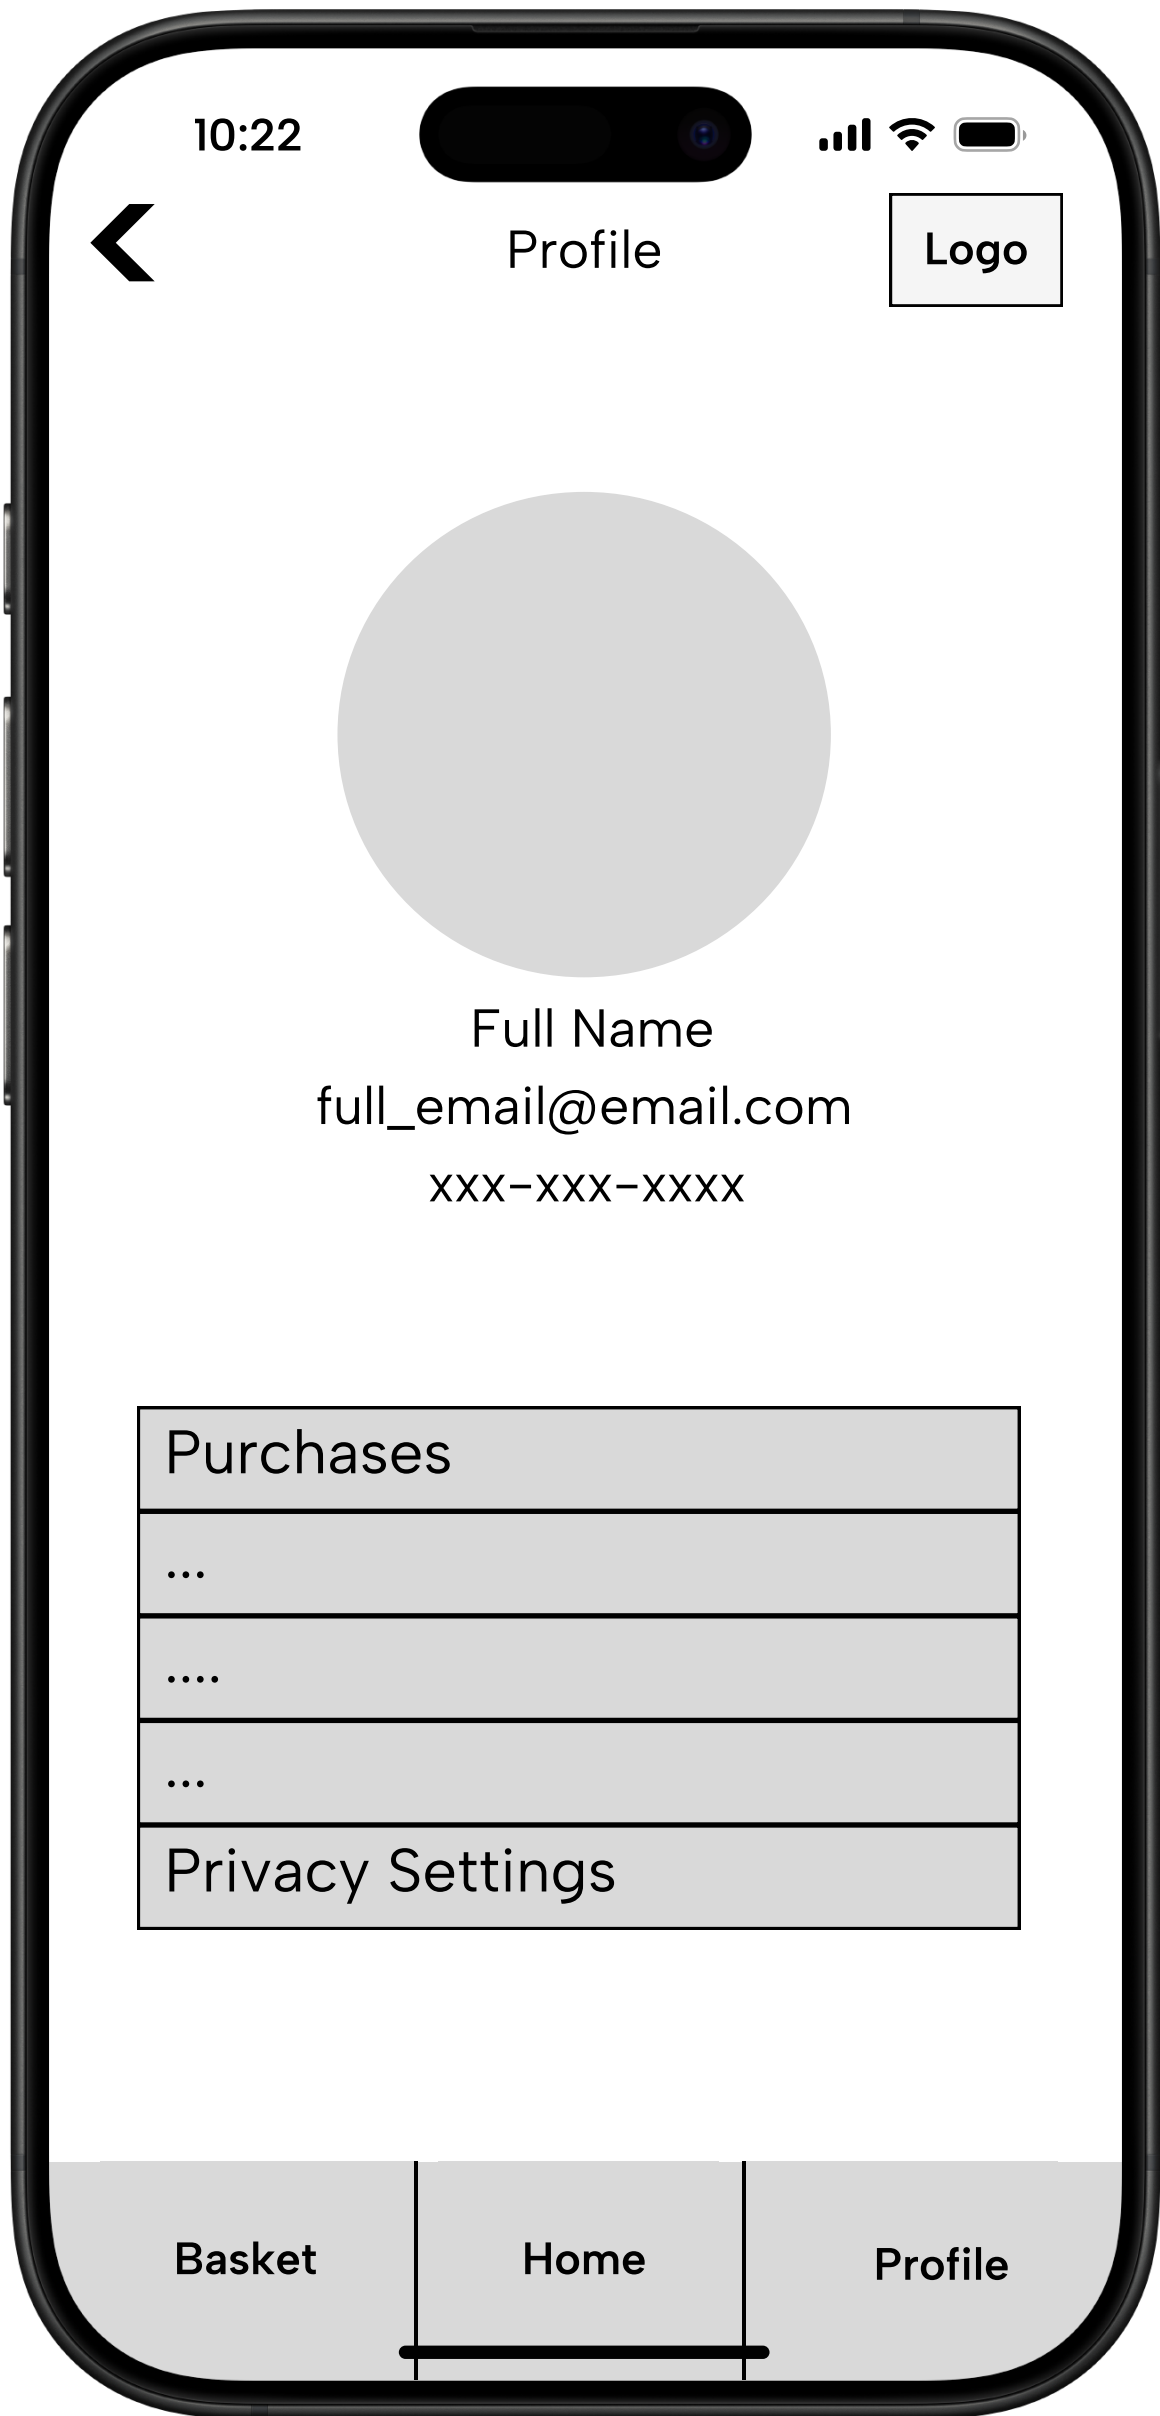 10:22
Profile
Logo
Full Name
full_email@email.com
xxx-xxx-xxxx
Purchases
...
....
...
Privacy Settings
Basket
Home
Profile